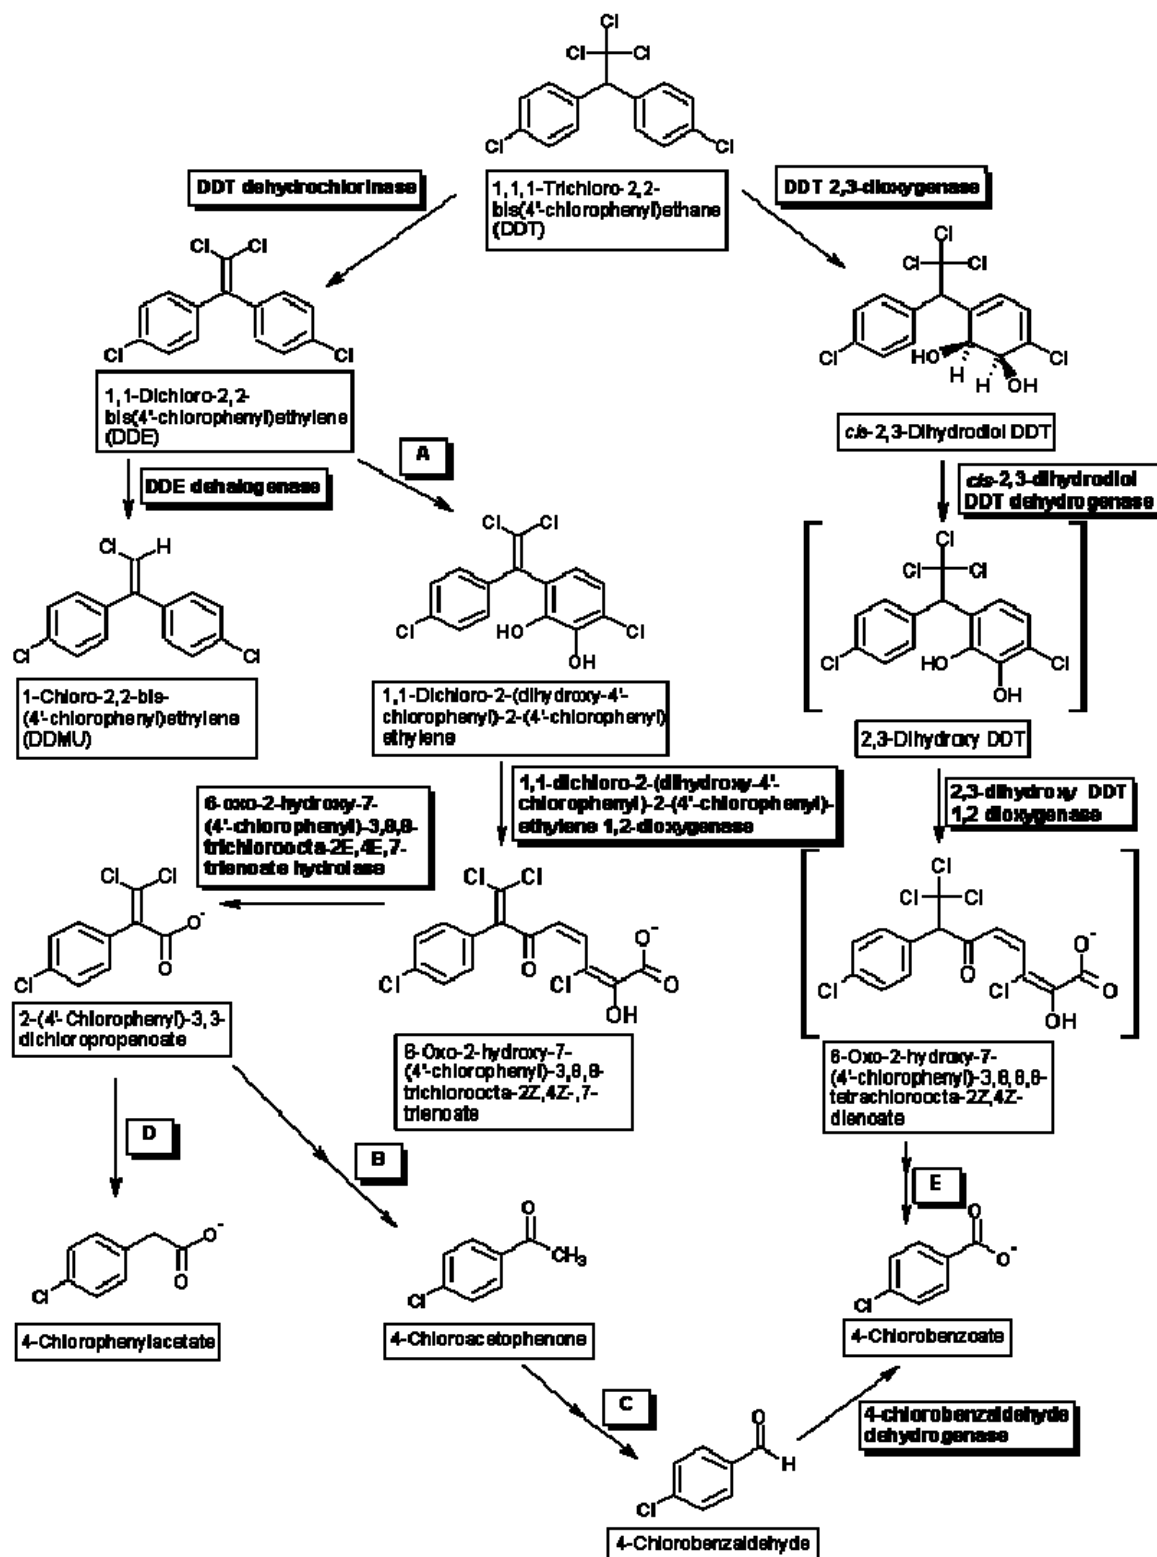 Cl
Cl
Cl
Cl
Cl
DDT dehydrochlorinase
1,1,1-Trichloro-2,2-
bis(4'-chlorophenyl)ethane
(DDT)
DDT 2,3-dioxygenase
Cl
Cl
Cl
Cl
1,1-Dichloro-2,2-
bis(4'-chlorophenyl)ethylene
(DDE)
Cl
Cl
Cl
Cl
HO
H
H
OH
Cl
cis-2,3-Dihydrodiol DDT
A
DDE dehalogenase
cis-2,3-dihydrodiol
DDT dehydrogenase
Cl
H
Cl
Cl
1-Chloro-2,2-bis-
(4'-chlorophenyl)ethylene
(DDMU)
Cl
Cl
Cl
HO
OH
Cl
1,1-Dichloro-2-(dihydroxy-4'-
chlorophenyl)-2-(4'-chlorophenyl)
ethylene
Cl
Cl
Cl
Cl
HO
OH
Cl
2,3-Dihydroxy DDT
6-oxo-2-hydroxy-7-
(4'-chlorophenyl)-3,8,8-
trichloroocta-2E,4E,7-
trienoate hydrolase
1,1-dichloro-2-(dihydroxy-4'-
chlorophenyl)-2-(4'-chlorophenyl)-
ethylene 1,2-dioxygenase
2,3-dihydroxy DDT
1,2 dioxygenase
Cl
Cl
O-
O
Cl
2-(4'-Chlorophenyl)-3,3-
dichloropropenoate
Cl
Cl
Cl
O
Cl
O-
O
OH
6-Oxo-2-hydroxy-7-
(4'-chlorophenyl)-3,8,8-
trichloroocta-2Z,4Z-,7-
trienoate
Cl
Cl
Cl
Cl
O
Cl
O-
O
OH
6-Oxo-2-hydroxy-7-
(4'-chlorophenyl)-3,8,8,8-
tetrachloroocta-2Z,4Z-
dienoate
D
B
E
O-
O
Cl
4-Chlorophenylacetate
O
CH3
Cl
4-Chloroacetophenone
O
O-
Cl
4-Chlorobenzoate
C
4-chlorobenzaldehyde
dehydrogenase
O
H
Cl
4-Chlorobenzaldehyde